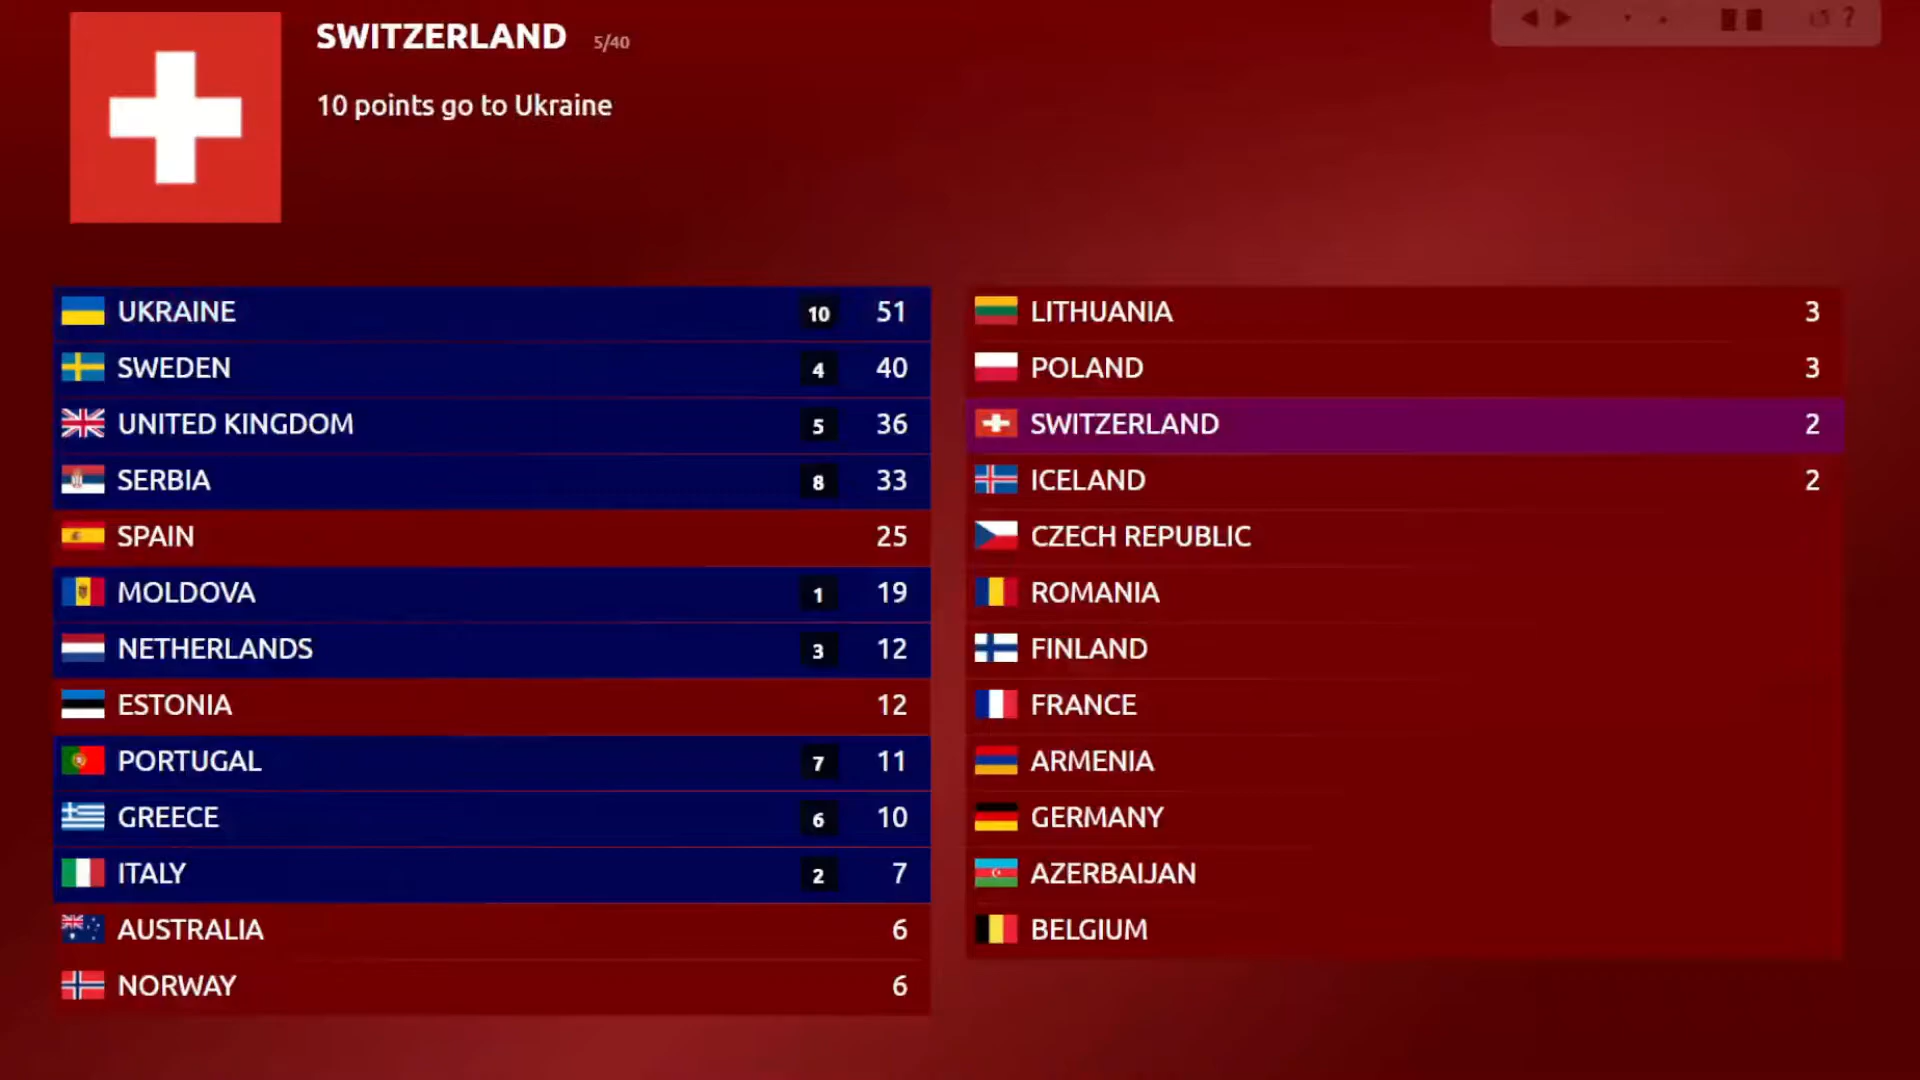 SWITZERLAND 5/40
10 points go to Ukraine
?
UKRAINE 10 51
SWEDEN 4 40
UNITED KINGDOM 5 36
SERBIA 8 33
SPAIN 25
MOLDOVA 1 19
NETHERLANDS 3 12
ESTONIA 12
PORTUGAL 7 11
GREECE 6 10
ITALY 2 7
AUSTRALIA 6
NORWAY 6
LITHUANIA 3
POLAND 3
SWITZERLAND 2
ICELAND 2
CZECH REPUBLIC
ROMANIA
FINLAND
FRANCE
ARMENIA
GERMANY
AZERBAIJAN
BELGIUM